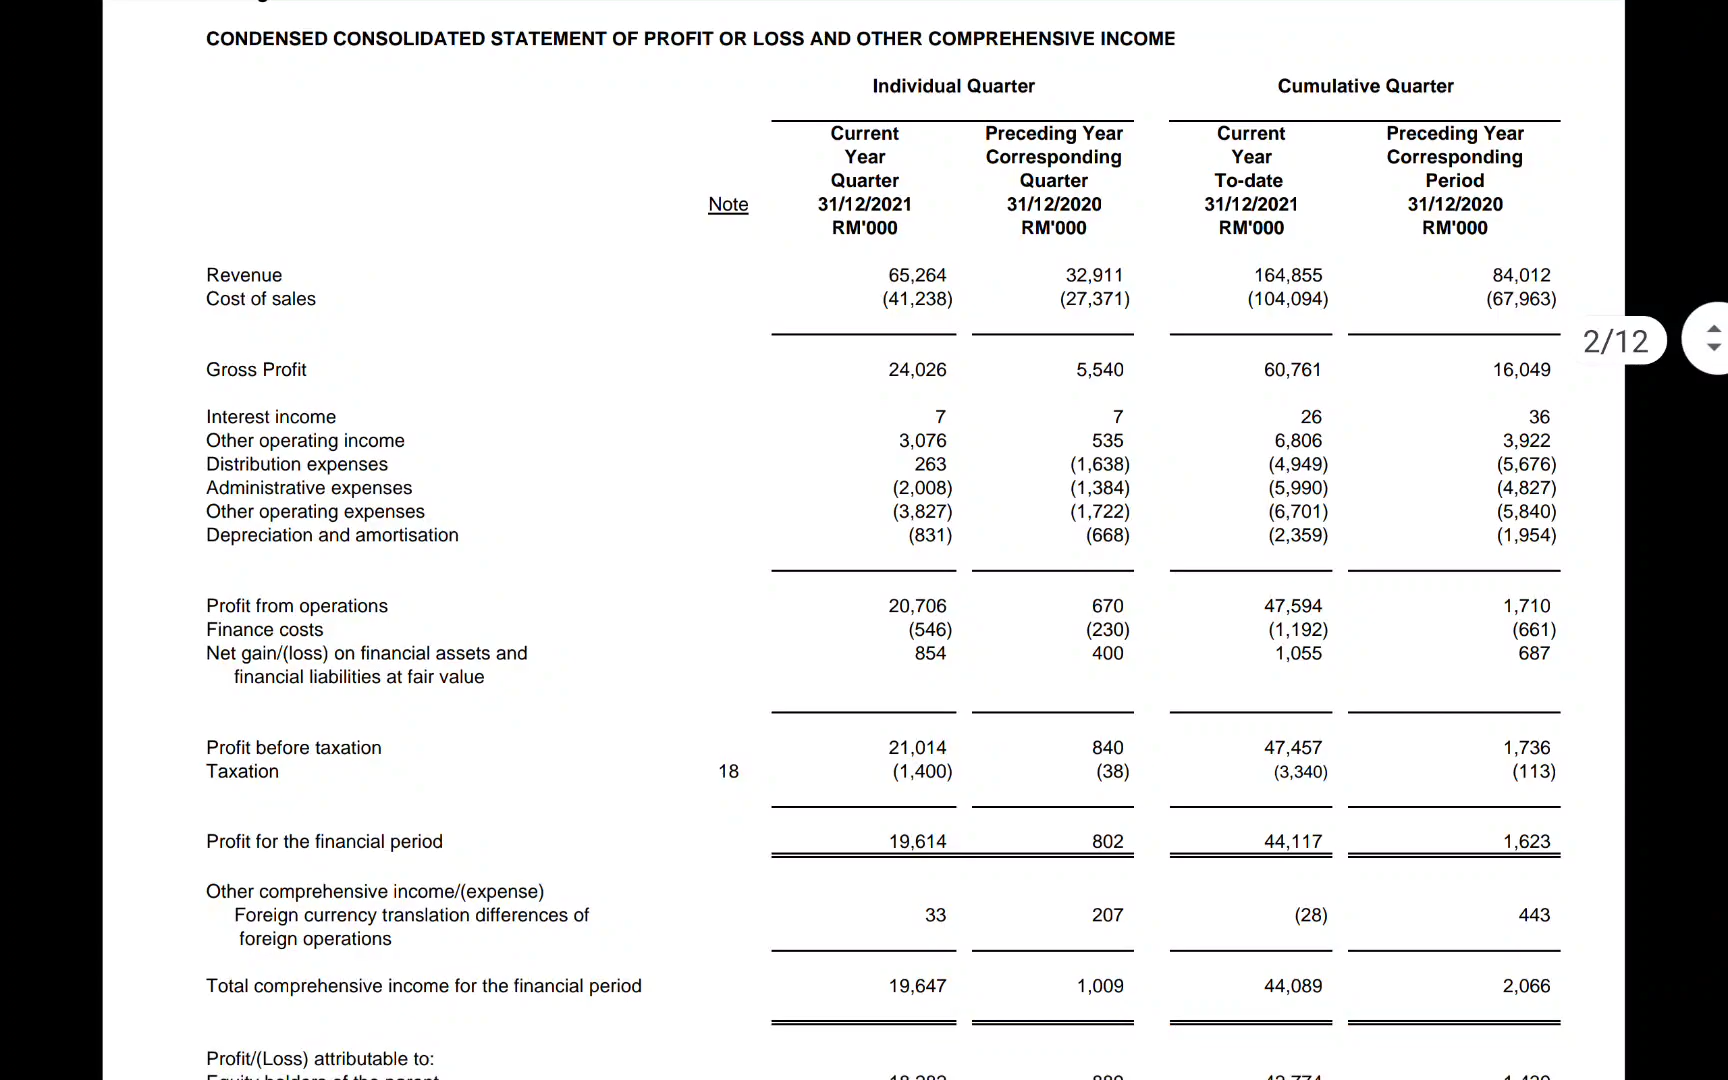 CONDENSED CONSOLIDATED STATEMENT OF PROFIT OR LOSS AND OTHER COMPREHENSIVE INCOME
Individual Quarter Cumulative Quarter
Current Preceding Year Current Preceding Year
Year Corresponding Year Corresponding
Quarter Quarter To-date Period
Note 31/12/2021 31/12/2020 31/12/2021 31/12/2020
RM'000 RM'000 RM'000 RM'000
Revenue 65,264 32,911 164,855 84,012
Cost of sales (41,238) (27,371) (104,094) (67,963)
2/12
Gross Profit 24,026 5,540 60,761 16,049
Interest income 7 7 26 36
Other operating income 3,076 535 6,806 3,922
Distribution expenses 263 (1,638) (4,949) (5,676)
Administrative expenses (2,008) (1,384) (5,990) (4,827)
Other operating expenses (3,827) (1,722) (6,701) (5,840)
Depreciation and amortisation (831) (668) (2,359) (1,954)
Profit from operations 20,706 670 47,594 1,710
Finance costs (546) (230) (1,192) (661)
Net gain/(loss) on financial assets and 854 400 1,055 687
financial liabilities at fair value
Profit before taxation 21,014 840 47,457 1,736
Taxation 18 (1,400) (38) (3,340) (113)
Profit for the financial period 19,614 802 44,117 1,623
Other comprehensive income/(expense)
Foreign currency translation differences of 33 207 (28) 443
foreign operations
Total comprehensive income for the financial period 19,647 1,009 44,089 2,066
Profit/(Loss) attributable to: